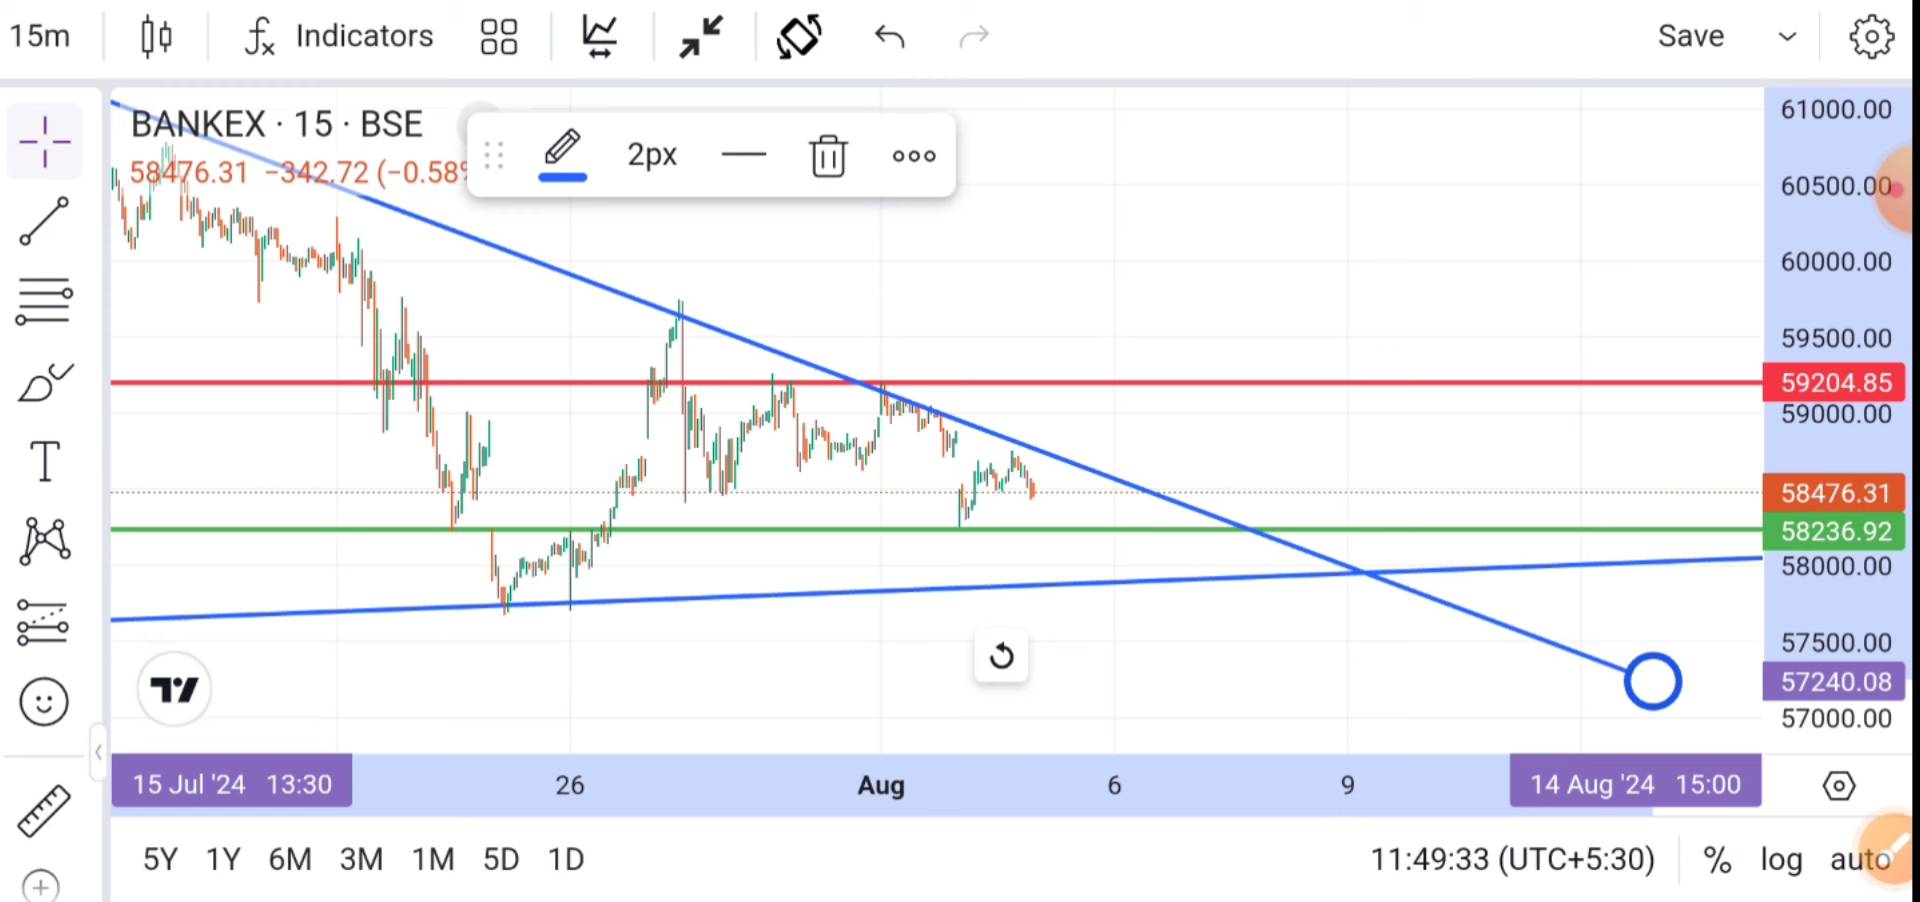 15m Indicators Save
BANKEX · 15 · BSE
58476.31 −342.72 (−0.58%
2px
61000.00
60500.00
60000.00
59500.00
59204.85
59000.00
58476.31
58236.92
58000.00
57500.00
57240.08
57000.00
15 Jul '24 13:30 26 Aug 6 9 14 Aug '24 15:00
5Y 1Y 6M 3M 1M 5D 1D 11:49:33 (UTC+5:30) % log auto